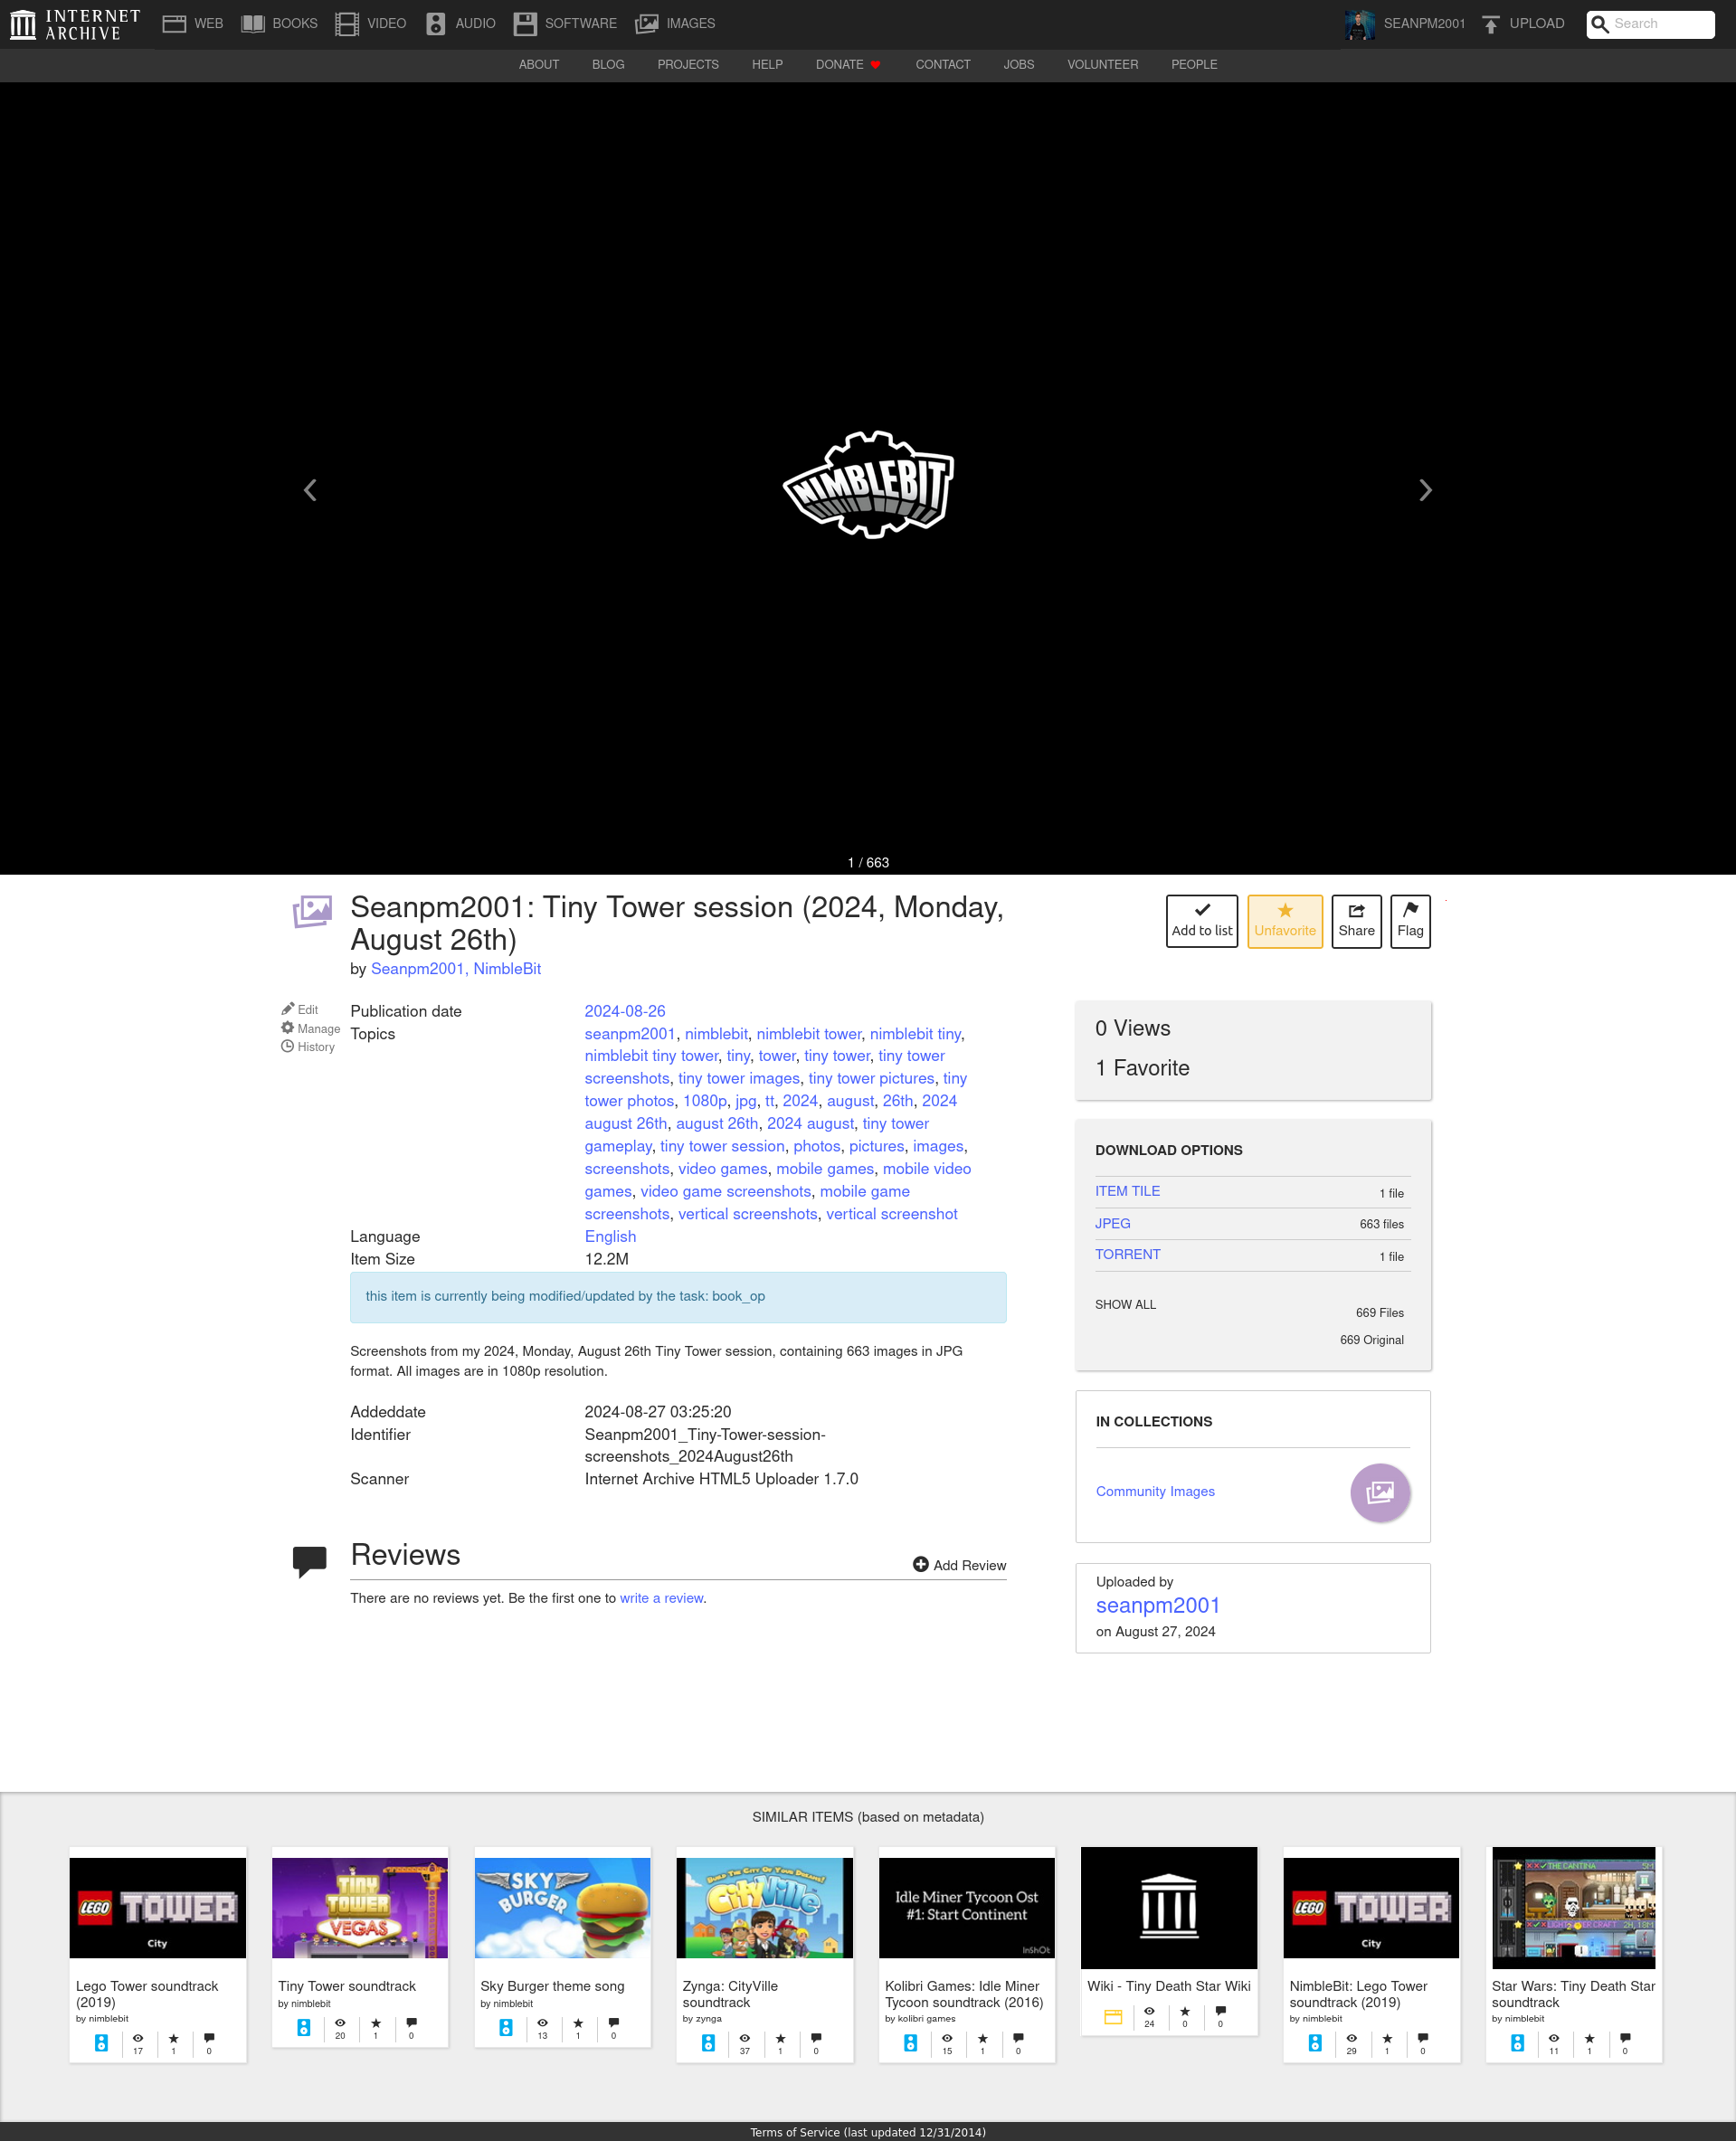 INTERNET ARCHIVE
WEB
BOOKS
VIDEO
AUDIO
SOFTWARE
IMAGES
SEANPM2001
UPLOAD
Search
ABOUT
BLOG
PROJECTS
HELP
DONATE
CONTACT
JOBS
VOLUNTEER
PEOPLE
NIMBLEBIT
1 / 663
Seanpm2001: Tiny Tower session (2024, Monday,
August 26th)
by Seanpm2001, NimbleBit
Add to list
Unfavorite
Share
Flag
Edit
Manage
History
Publication date 2024-08-26
Topics seanpm2001, nimblebit, nimblebit tower, nimblebit tiny,
nimblebit tiny tower, tiny, tower, tiny tower, tiny tower
screenshots, tiny tower images, tiny tower pictures, tiny
tower photos, 1080p, jpg, tt, 2024, august, 26th, 2024
august 26th, august 26th, 2024 august, tiny tower
gameplay, tiny tower session, photos, pictures, images,
screenshots, video games, mobile games, mobile video
games, video game screenshots, mobile game
screenshots, vertical screenshots, vertical screenshot
Language English
Item Size 12.2M
this item is currently being modified/updated by the task: book_op
Screenshots from my 2024, Monday, August 26th Tiny Tower session, containing 663 images in JPG
format. All images are in 1080p resolution.
Addeddate 2024-08-27 03:25:20
Identifier Seanpm2001_Tiny-Tower-session-
screenshots_2024August26th
Scanner Internet Archive HTML5 Uploader 1.7.0
Reviews
Add Review
There are no reviews yet. Be the first one to write a review.
0 Views
1 Favorite
DOWNLOAD OPTIONS
ITEM TILE 1 file
JPEG 663 files
TORRENT 1 file
SHOW ALL 669 Files
669 Original
IN COLLECTIONS
Community Images
Uploaded by
seanpm2001
on August 27, 2024
SIMILAR ITEMS (based on metadata)
LEGO TOWER
City
Lego Tower soundtrack
(2019)
by nimblebit
17 1 0
TINY
TOWER
VEGAS
Tiny Tower soundtrack
by nimblebit
20 1 0
SKY
BURGER
Sky Burger theme song
by nimblebit
13 1 0
BUILD THE CITY OF YOUR DREAMS!
CityVille
Zynga: CityVille
soundtrack
by zynga
37 1 0
Idle Miner Tycoon Ost
#1: Start Continent
InShOt
Kolibri Games: Idle Miner
Tycoon soundtrack (2016)
by kolibri games
15 1 0
Wiki - Tiny Death Star Wiki
24 0 0
LEGO TOWER
City
NimbleBit: Lego Tower
soundtrack (2019)
by nimblebit
29 1 0
THE CANTINA
Star Wars: Tiny Death Star
soundtrack
by nimblebit
11 1 0
Terms of Service (last updated 12/31/2014)